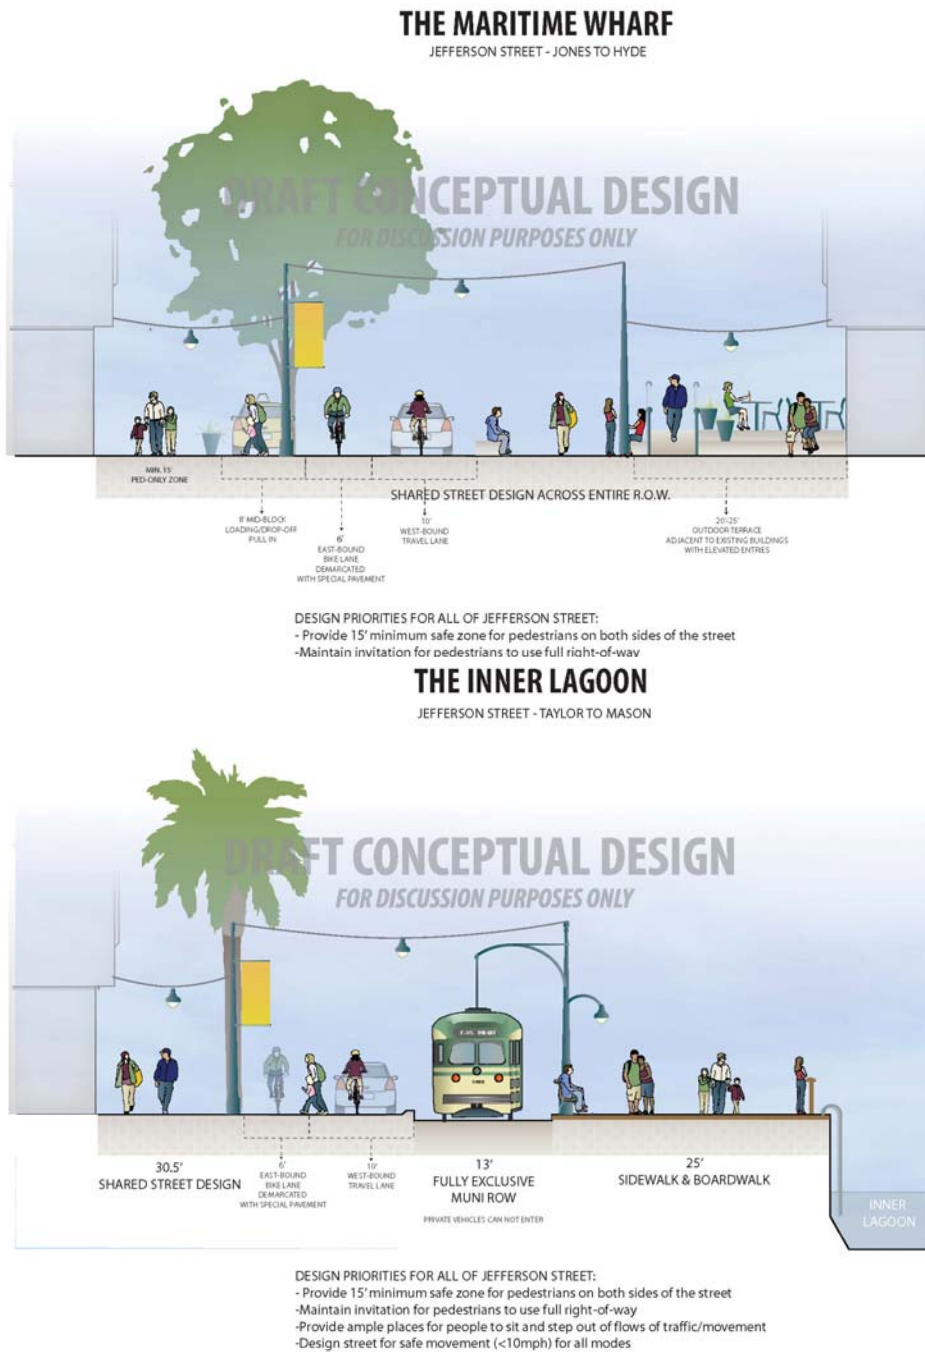 THE MARITIME WHARF
JEFFERSON STREET - JONES TO HYDE
DRAFT CONCEPTUAL DESIGN
FOR DISCUSSION PURPOSES ONLY
MIN. 15'
PED-ONLY ZONE
SHARED STREET DESIGN ACROSS ENTIRE R.O.W.
8' MID-BLOCK
LOADING/DROP-OFF
PULL IN
6'
EAST-BOUND
BIKE LANE
DEMARCATED
WITH SPECIAL PAVEMENT
10'
WEST-BOUND
TRAVEL LANE
20'-25'
OUTDOOR TERRACE
ADJACENT TO EXISTING BUILDINGS
WITH ELEVATED ENTRIES
DESIGN PRIORITIES FOR ALL OF JEFFERSON STREET:
- Provide 15' minimum safe zone for pedestrians on both sides of the street
-Maintain invitation for pedestrians to use full right-of-way
THE INNER LAGOON
JEFFERSON STREET - TAYLOR TO MASON
DRAFT CONCEPTUAL DESIGN
FOR DISCUSSION PURPOSES ONLY
30.5'
SHARED STREET DESIGN
6'
EAST-BOUND
BIKE LANE
DEMARCATED
WITH SPECIAL PAVEMENT
10'
WEST-BOUND
TRAVEL LANE
13'
FULLY EXCLUSIVE
MUNI ROW
PRIVATE VEHICLES CAN NOT ENTER
25'
SIDEWALK & BOARDWALK
INNER
LAGOON
DESIGN PRIORITIES FOR ALL OF JEFFERSON STREET:
- Provide 15' minimum safe zone for pedestrians on both sides of the street
-Maintain invitation for pedestrians to use full right-of-way
-Provide ample places for people to sit and step out of flows of traffic/movement
-Design street for safe movement (<10mph) for all modes